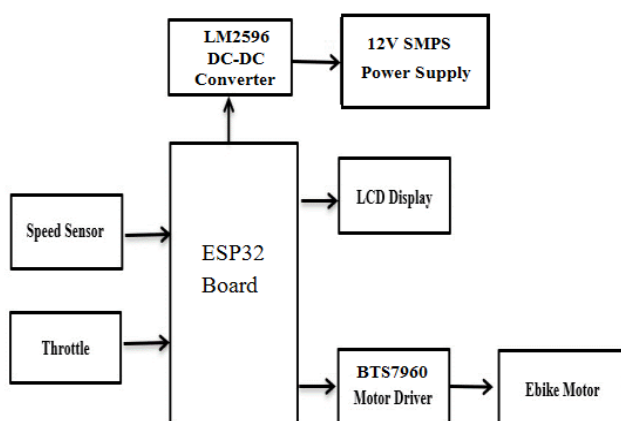 LM2596
DC-DC
Converter
12V SMPS
Power Supply
Speed Sensor
Throttle
ESP32
Board
LCD Display
BTS7960
Motor Driver
Ebike Motor